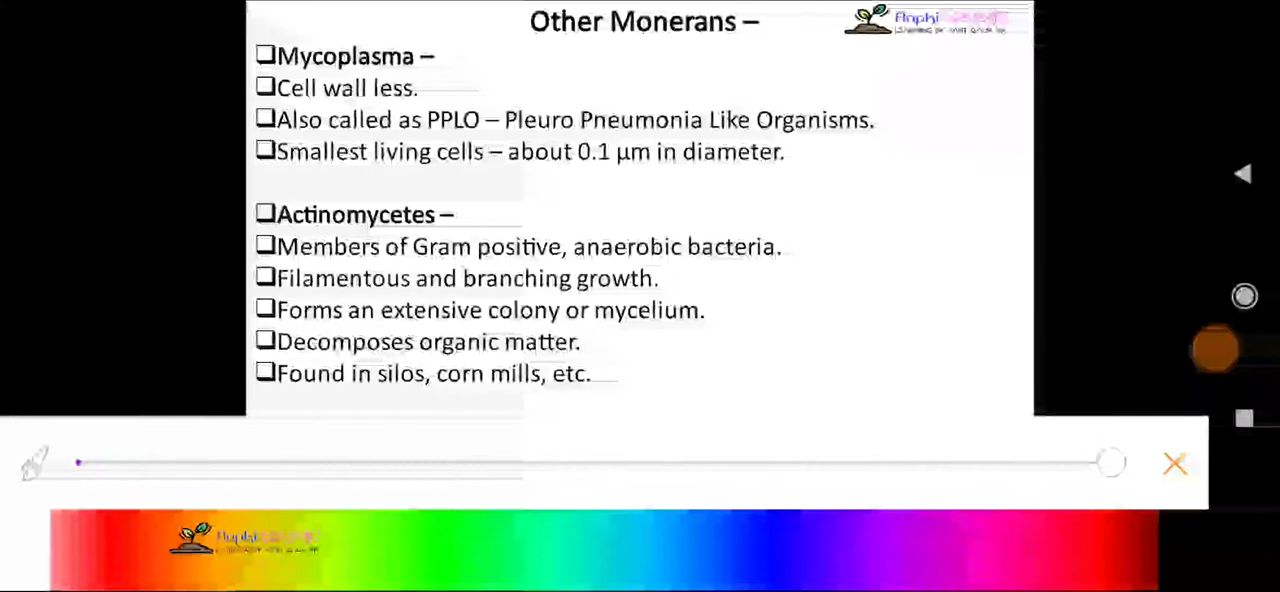 Other Monerans –
❑Mycoplasma –
❑Cell wall less.
❑Also called as PPLO – Pleuro Pneumonia Like Organisms.
❑Smallest living cells – about 0.1 µm in diameter.
❑Actinomycetes –
❑Members of Gram positive, anaerobic bacteria.
❑Filamentous and branching growth.
❑Forms an extensive colony or mycelium.
❑Decomposes organic matter.
❑Found in silos, corn mills, etc.